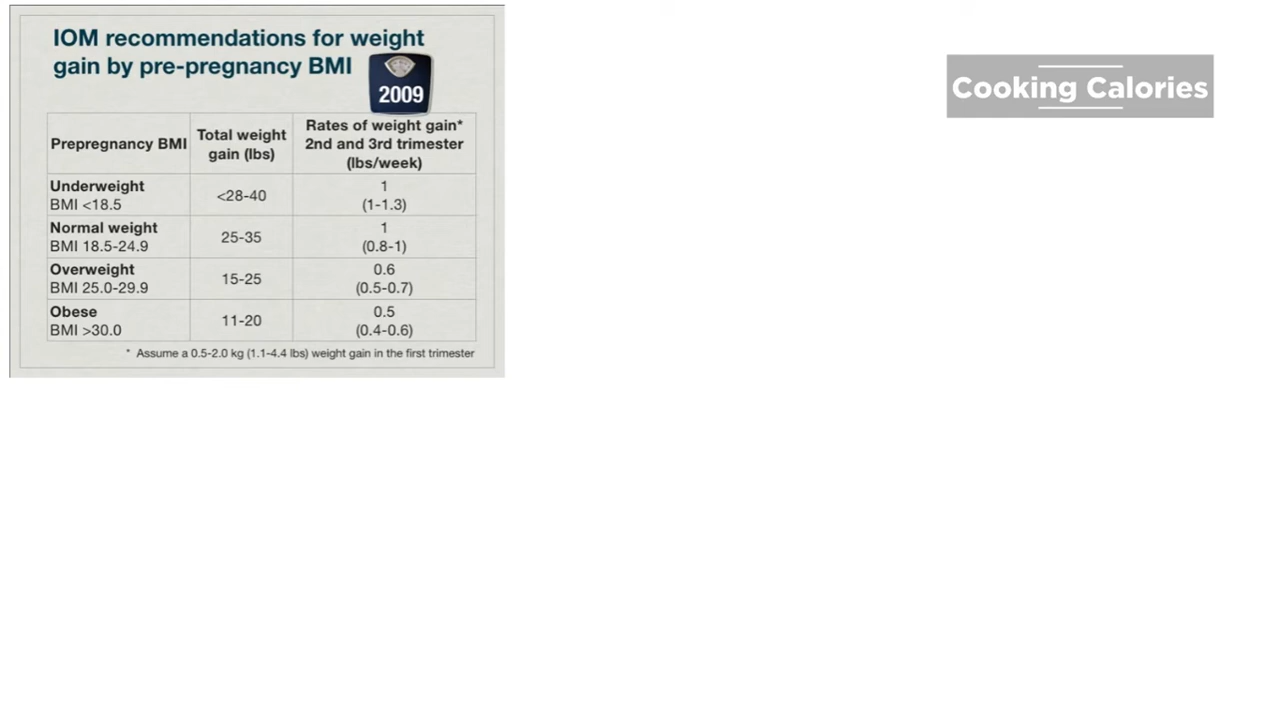 IOM recommendations for weight
gain by pre-pregnancy BMI
2009
Cooking Calories
Prepregnancy BMI
Total weight
gain (lbs)
Rates of weight gain*
2nd and 3rd trimester
(lbs/week)
Underweight
BMI <18.5
<28-40
1
(1-1.3)
Normal weight
BMI 18.5-24.9
25-35
1
(0.8-1)
Overweight
BMI 25.0-29.9
15-25
0.6
(0.5-0.7)
Obese
BMI >30.0
11-20
0.5
(0.4-0.6)
* Assume a 0.5-2.0 kg (1.1-4.4 lbs) weight gain in the first trimester